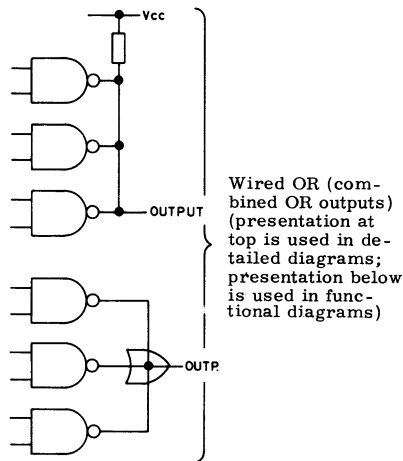 Vcc
OUTPUT
Wired OR (com-
bined OR outputs)
(presentation at
top is used in de-
tailed diagrams;
presentation below
is used in func-
tional diagrams)
OUTP.